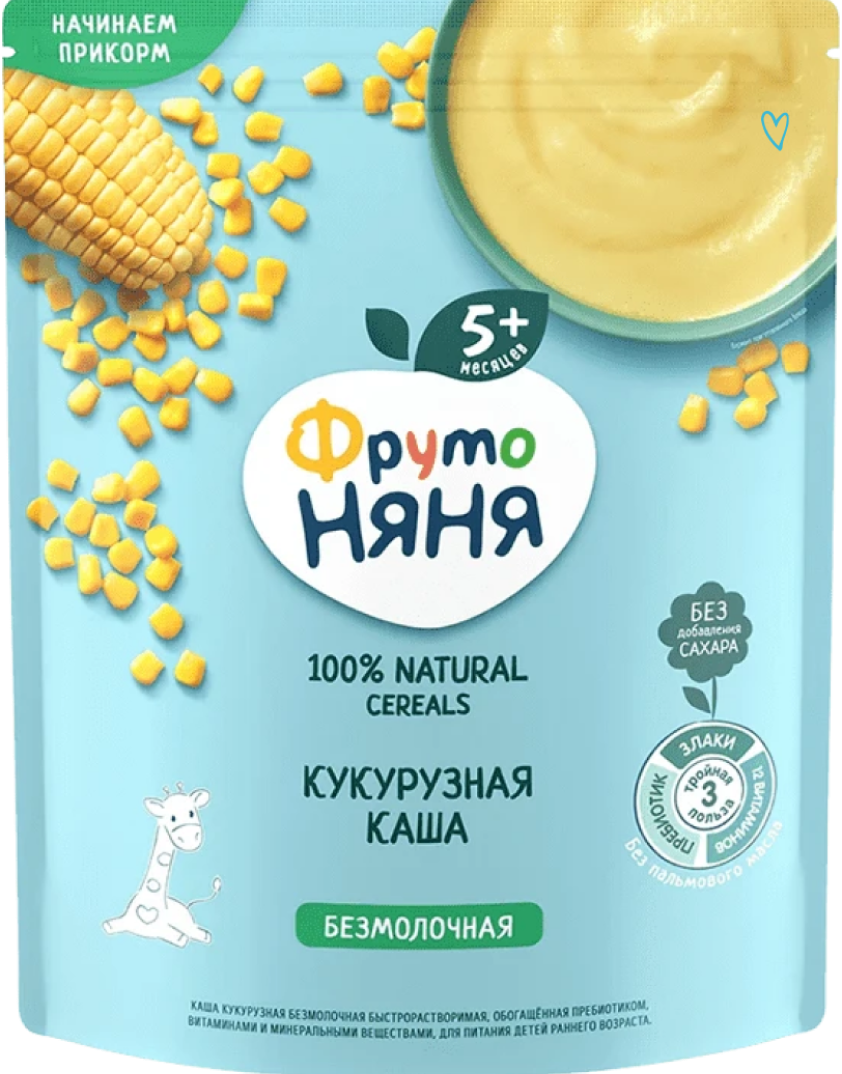 НАЧИНАЕМ
ПРИКОРМ
5+
месяцев
Фруто
НЯНЯ
100% NATURAL
CEREALS
КУКУРУЗНАЯ
КАША
БЕЗМОЛОЧНАЯ
БЕЗ
добавления
САХАРА
ЗЛАКИ
12 ВИТАМИНОВ
ПРЕБИОТИК
тройная
3
польза
Без пальмового масла
КАША КУКУРУЗНАЯ БЕЗМОЛОЧНАЯ БЫСТРОРАСТВОРИМАЯ, ОБОГАЩЁННАЯ ПРЕБИОТИКОМ,
ВИТАМИНАМИ И МИНЕРАЛЬНЫМИ ВЕЩЕСТВАМИ, ДЛЯ ПИТАНИЯ ДЕТЕЙ РАННЕГО ВОЗРАСТА.